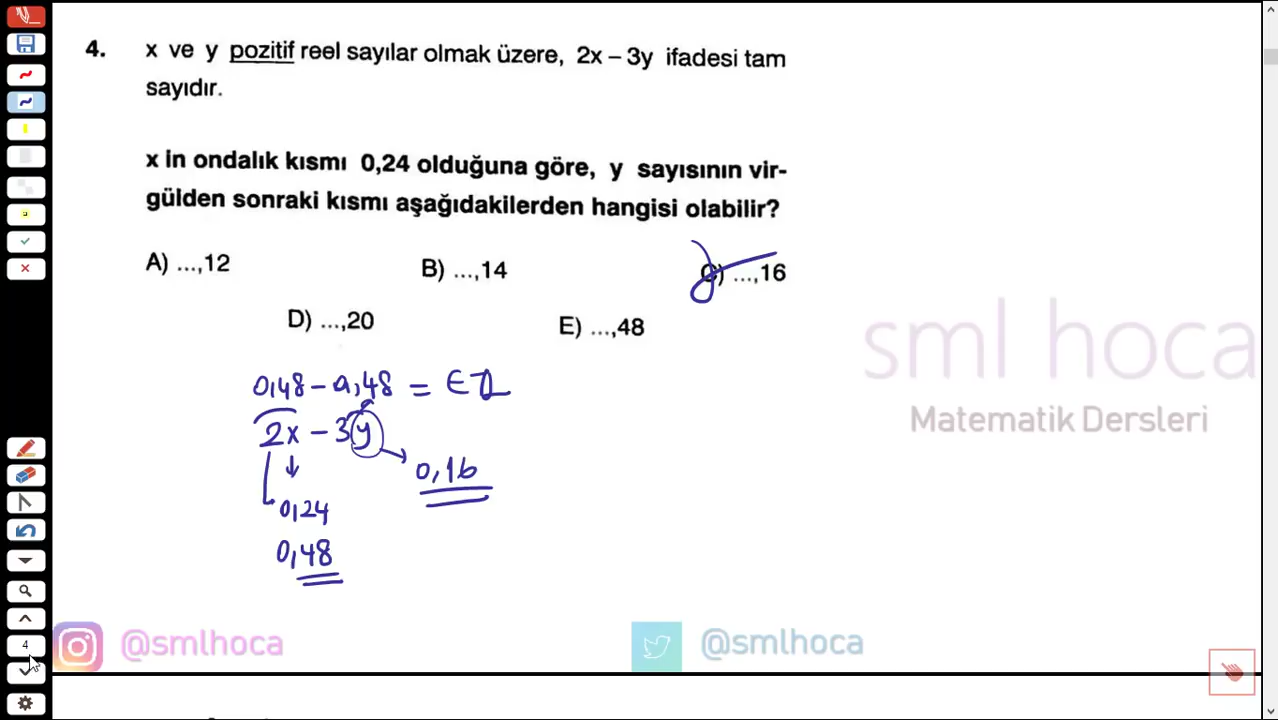 4. x ve y pozitif reel sayılar olmak üzere, 2x – 3y ifadesi tam
sayıdır.
x in ondalık kısmı 0,24 olduğuna göre, y sayısının vir-
gülden sonraki kısmı aşağıdakilerden hangisi olabilir?
A) ...,12
B) ...,14
C) ...,16
D) ...,20
E) ...,48
sml hoca
Matematik Dersleri
0,48 – 0,48 = ∈ Z
2x – 3y
0,16
0,24
0,48
@smlhoca
@smlhoca
4